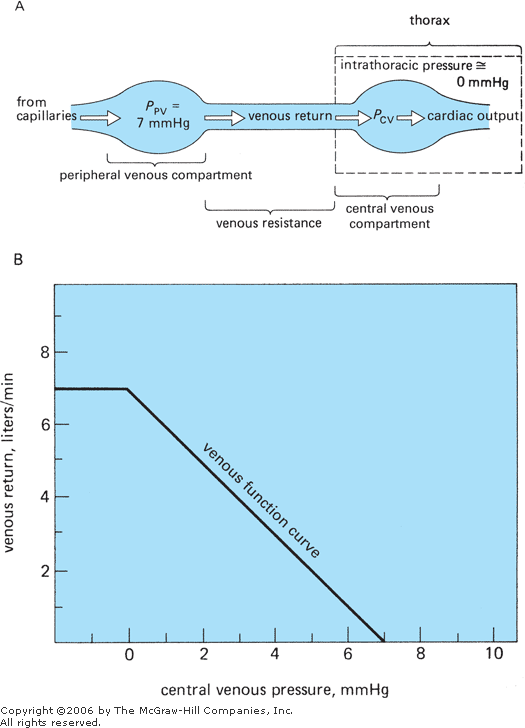 A
thorax
intrathoracic pressure ≅
0 mmHg
from
capillaries
PPV =
7 mmHg
venous return
PCV
cardiac output
peripheral venous compartment
venous resistance
central venous
compartment
B
venous return, liters/min
8
6
4
2
venous function curve
0 2 4 6 8 10
central venous pressure, mmHg
Copyright ©2006 by The McGraw-Hill Companies, Inc.
All rights reserved.